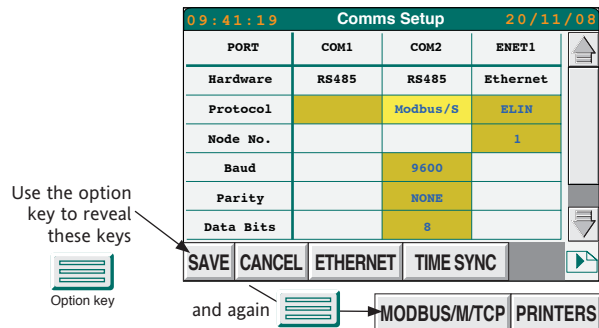 09:41:19 Comms Setup 20/11/08
PORT COM1 COM2 ENET1
Hardware RS485 RS485 Ethernet
Protocol Modbus/S ELIN
Node No. 1
Baud 9600
Parity NONE
Data Bits 8
SAVE CANCEL ETHERNET TIME SYNC
Use the option
key to reveal
these keys
Option key
and again
MODBUS/M/TCP PRINTERS